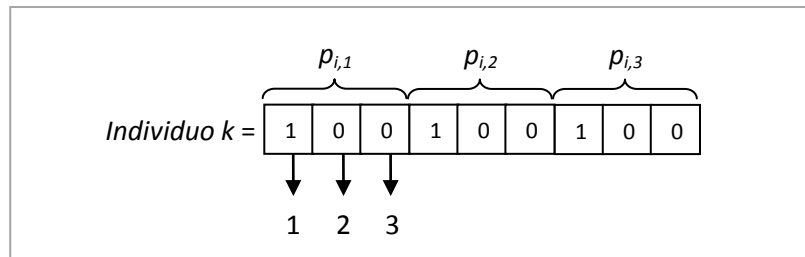 p_{i,1} p_{i,2} p_{i,3}
Individuo k = 1 0 0 1 0 0 1 0 0
1 2 3